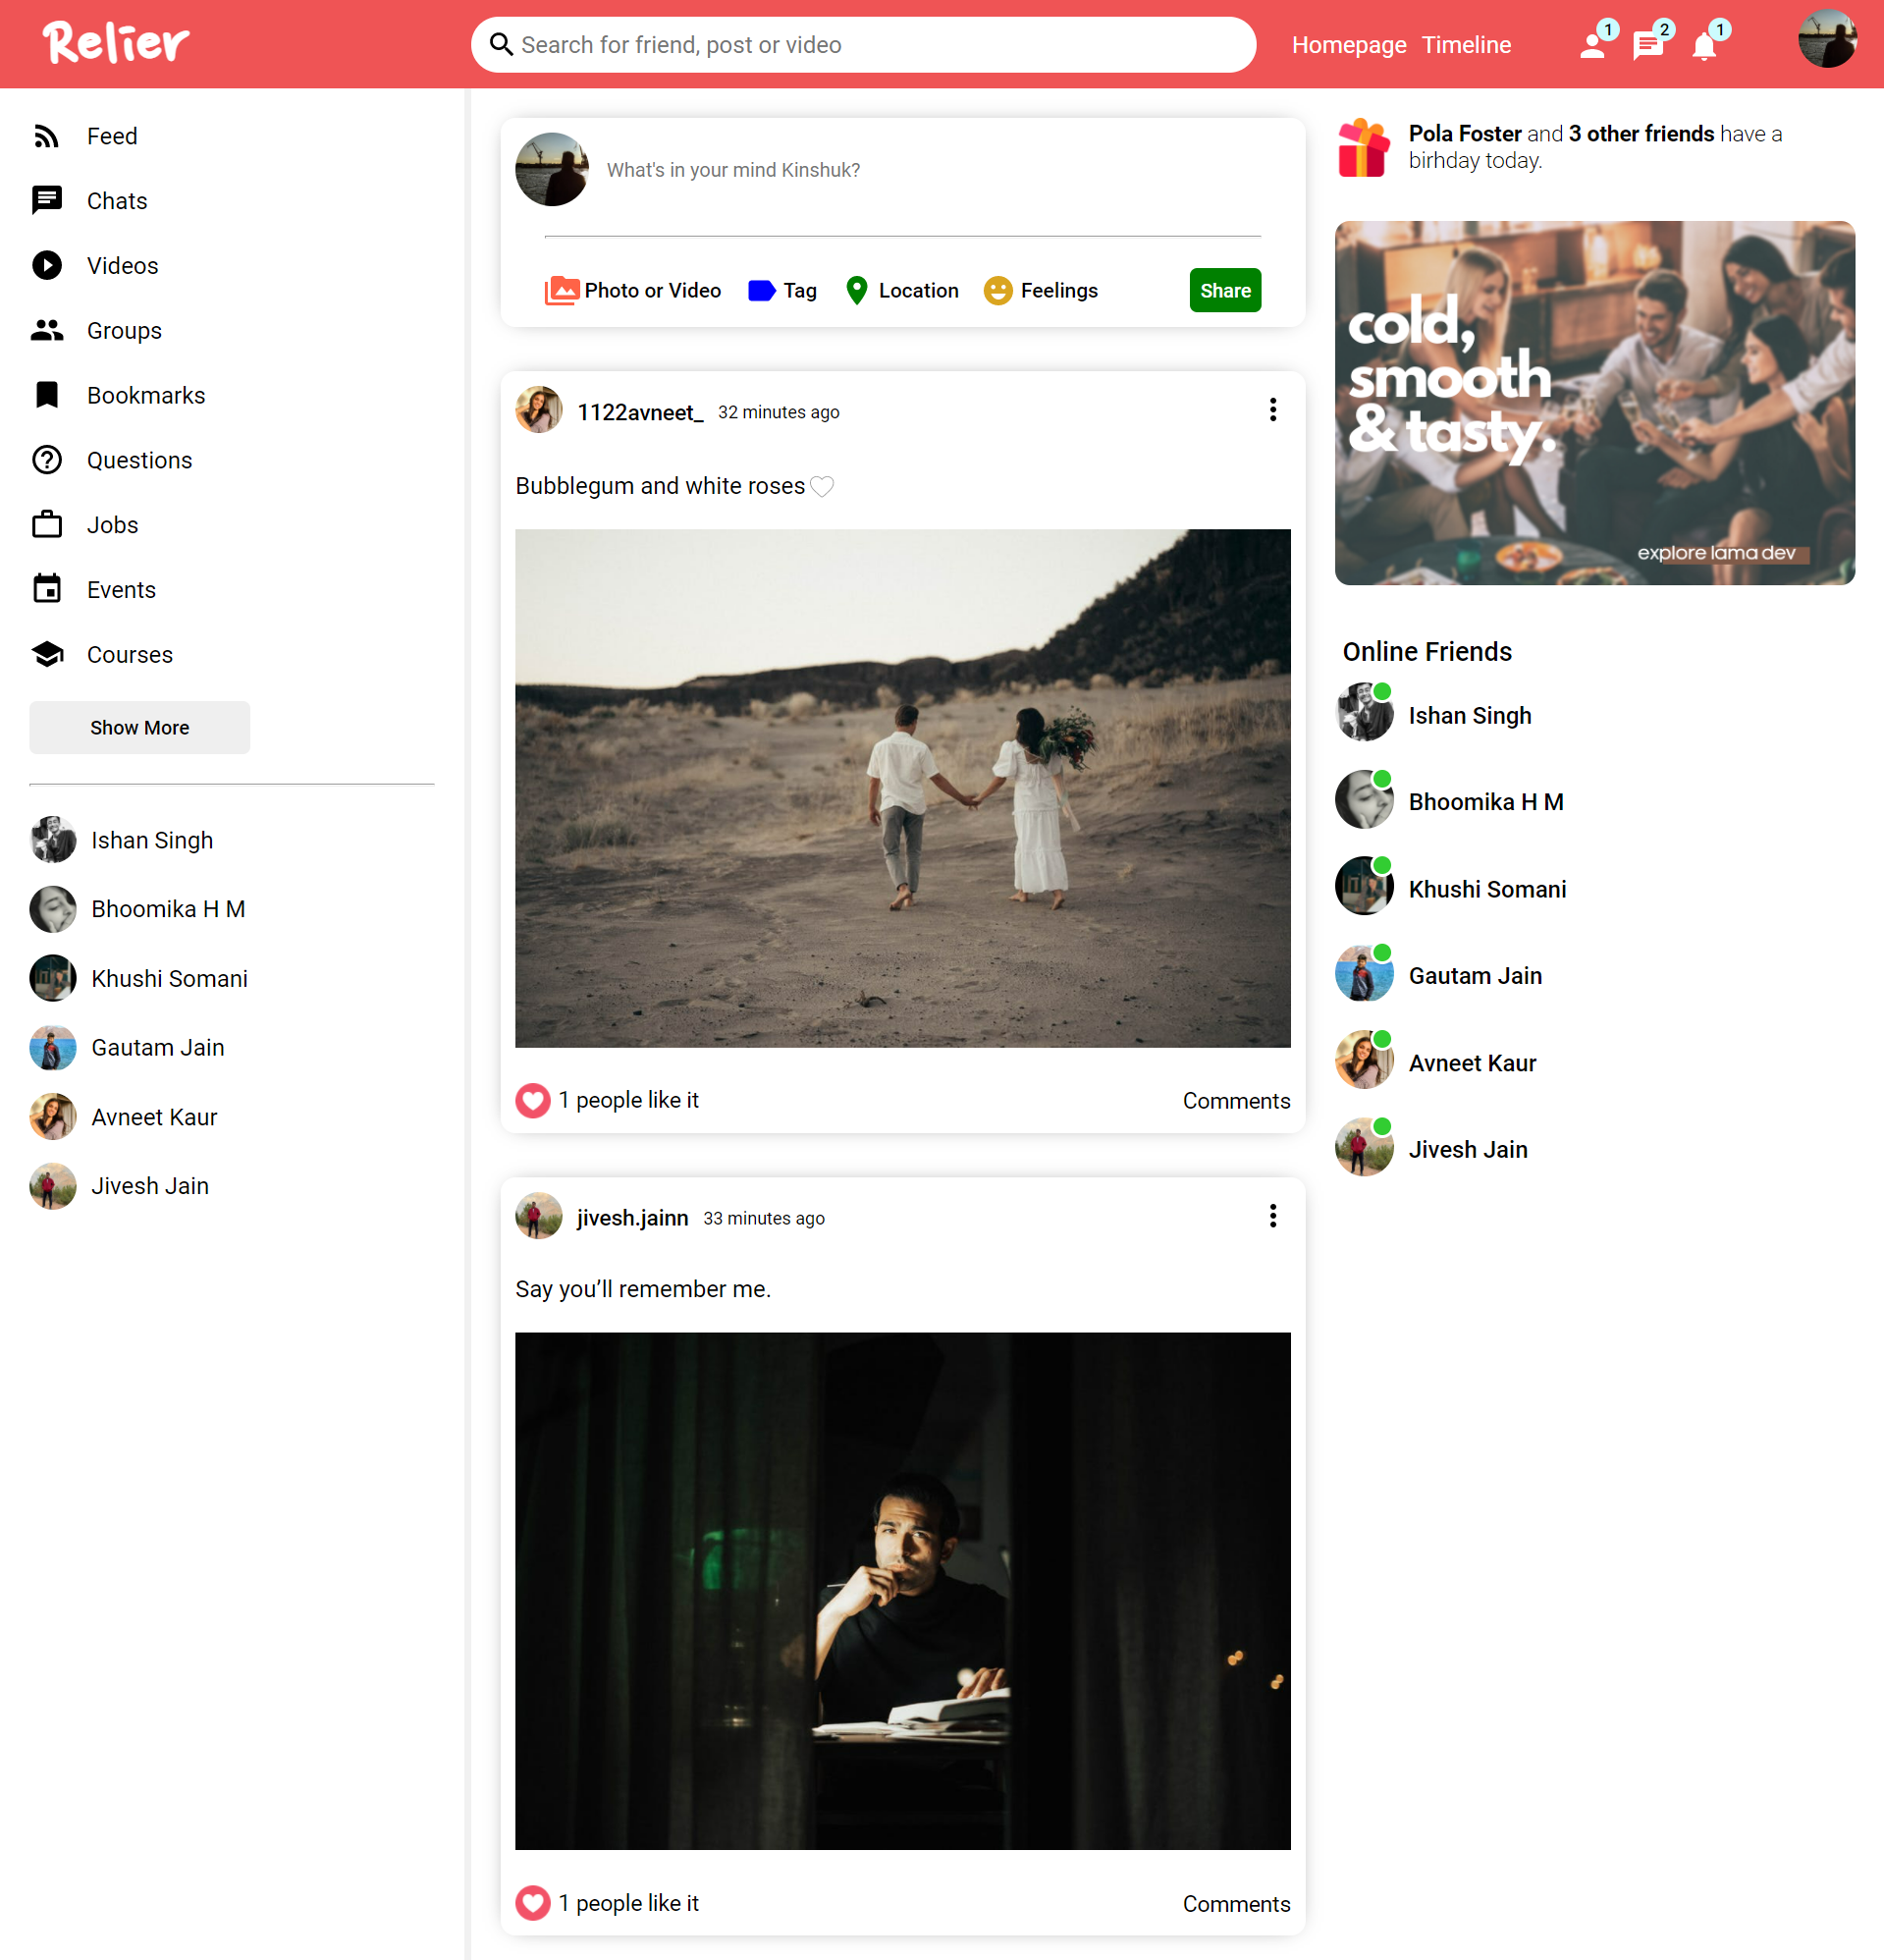 Relier
Search for friend, post or video
Homepage Timeline
1
2
1
Feed
Chats
Videos
Groups
Bookmarks
Questions
Jobs
Events
Courses
Show More
Ishan Singh
Bhoomika H M
Khushi Somani
Gautam Jain
Avneet Kaur
Jivesh Jain
What's in your mind Kinshuk?
Photo or Video Tag Location Feelings Share
1122avneet_ 32 minutes ago
Bubblegum and white roses🤍
1 people like it Comments
jivesh.jainn 33 minutes ago
Say you’ll remember me.
1 people like it Comments
Pola Foster and 3 other friends have a
birhday today.
cold,
smooth
& tasty.
explore lama dev
Online Friends
Ishan Singh
Bhoomika H M
Khushi Somani
Gautam Jain
Avneet Kaur
Jivesh Jain